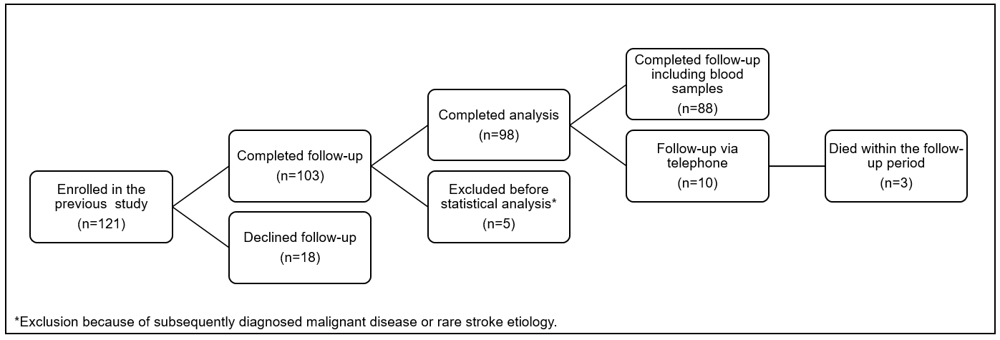 Enrolled in the
previous study
(n=121)
Completed follow-up
(n=103)
Declined follow-up
(n=18)
Completed analysis
(n=98)
Excluded before
statistical analysis*
(n=5)
Completed follow-up
including blood
samples
(n=88)
Follow-up via
telephone
(n=10)
Died within the follow-
up period
(n=3)
*Exclusion because of subsequently diagnosed malignant disease or rare stroke etiology.